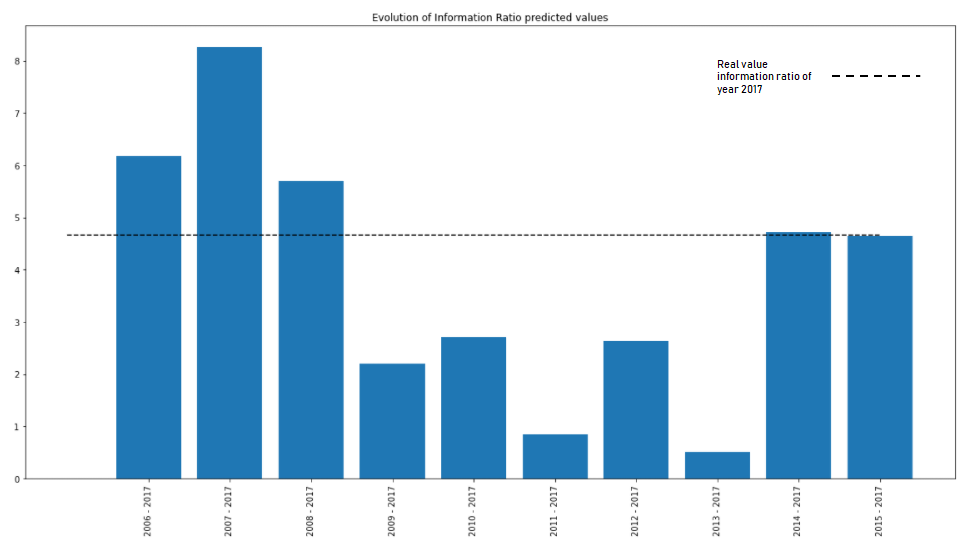 Evolution of Information Ratio predicted values
Real value
information ratio of
year 2017
8
7
6
5
4
3
2
1
0
2006 - 2017
2007 - 2017
2008 - 2017
2009 - 2017
2010 - 2017
2011 - 2017
2012 - 2017
2013 - 2017
2014 - 2017
2015 - 2017